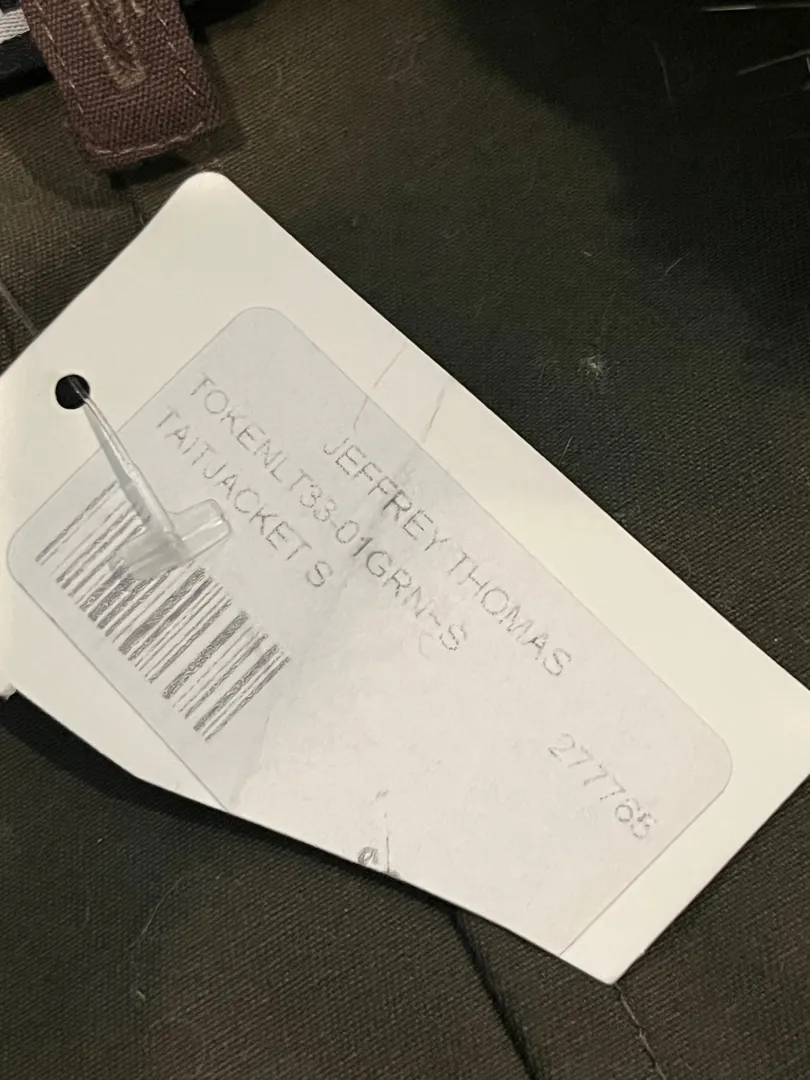 JEFFREY THOMAS
TOKENLT33-01GRN-S
TAITJACKET S
277765